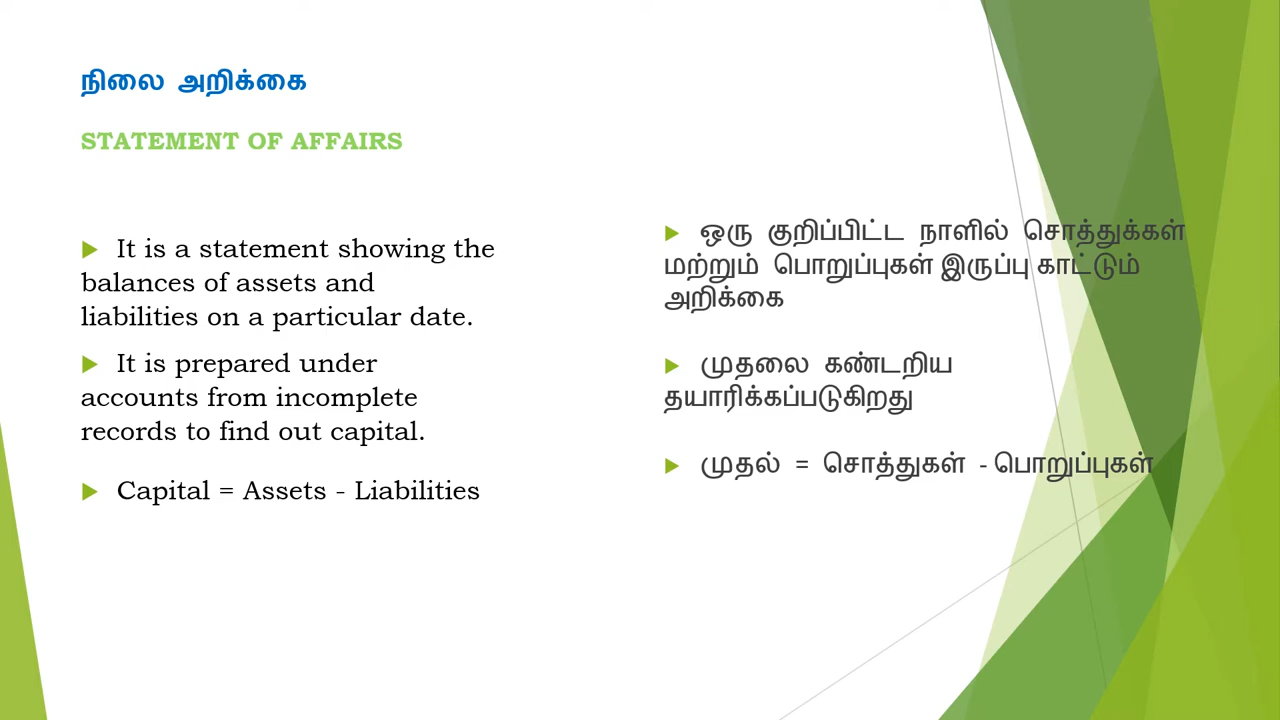 நிலை அறிக்கை
STATEMENT OF AFFAIRS
It is a statement showing the
balances of assets and
liabilities on a particular date.
It is prepared under
accounts from incomplete
records to find out capital.
Capital = Assets - Liabilities
ஒரு குறிப்பிட்ட நாளில் சொத்துக்கள்
மற்றும் பொறுப்புகள் இருப்பு காட்டும்
அறிக்கை
முதலை கண்டறிய
தயாரிக்கப்படுகிறது
முதல் = சொத்துகள் - பொறுப்புகள்